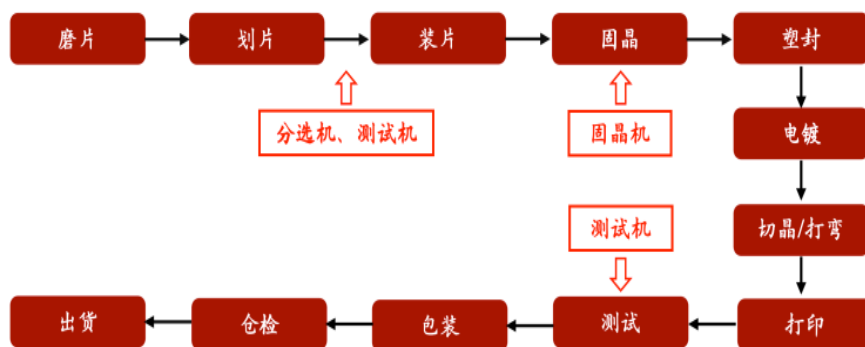 磨片
划片
装片
固晶
塑封
分选机、测试机
固晶机
电镀
测试机
切晶/打弯
出货
仓检
包装
测试
打印